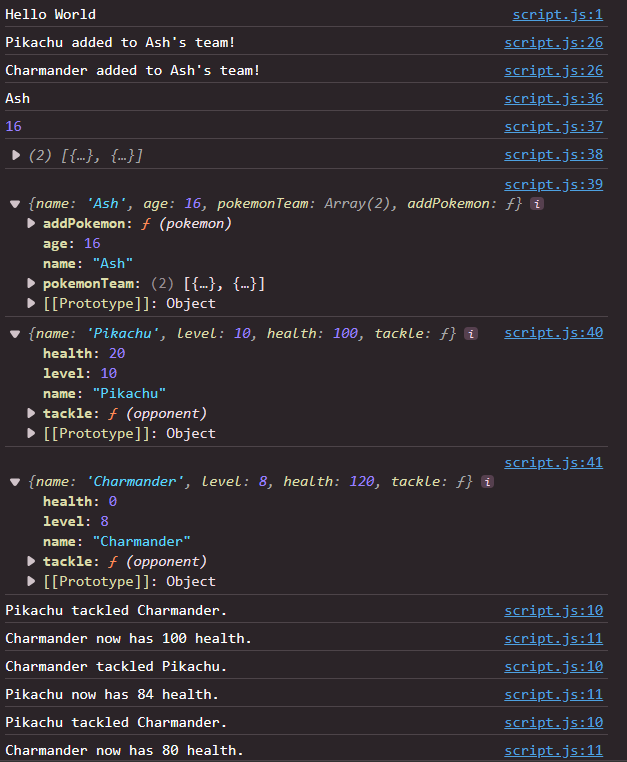 Hello World script.js:1
Pikachu added to Ash's team! script.js:26
Charmander added to Ash's team! script.js:26
Ash script.js:36
16 script.js:37
(2) [{…}, {…}] script.js:38
script.js:39
{name: 'Ash', age: 16, pokemonTeam: Array(2), addPokemon: ƒ} i
addPokemon: ƒ (pokemon)
age: 16
name: "Ash"
pokemonTeam: (2) [{…}, {…}]
[[Prototype]]: Object
{name: 'Pikachu', level: 10, health: 100, tackle: ƒ} i script.js:40
health: 20
level: 10
name: "Pikachu"
tackle: ƒ (opponent)
[[Prototype]]: Object
script.js:41
{name: 'Charmander', level: 8, health: 120, tackle: ƒ} i
health: 0
level: 8
name: "Charmander"
tackle: ƒ (opponent)
[[Prototype]]: Object
Pikachu tackled Charmander. script.js:10
Charmander now has 100 health. script.js:11
Charmander tackled Pikachu. script.js:10
Pikachu now has 84 health. script.js:11
Pikachu tackled Charmander. script.js:10
Charmander now has 80 health. script.js:11